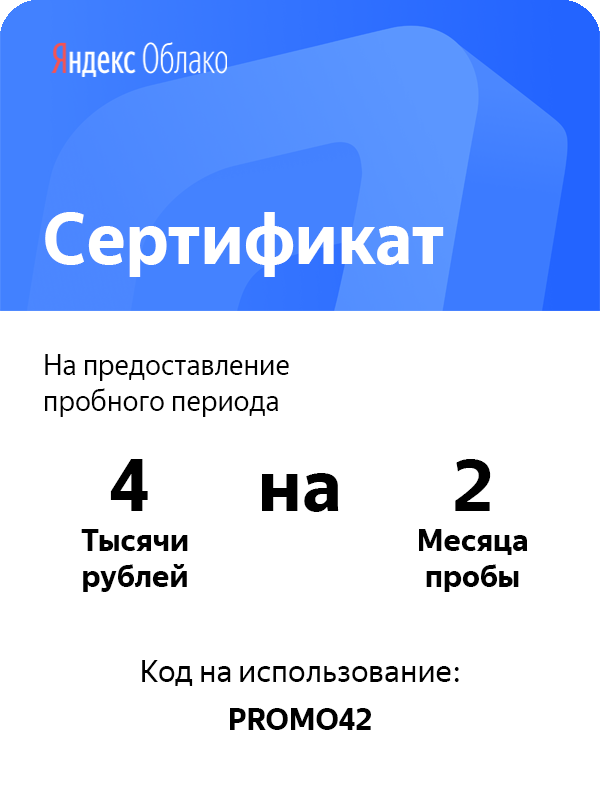 Яндекс Облако
Сертификат
На предоставление
пробного периода
4 на 2
Тысячи Месяца
рублей пробы
Код на использование:
PROMO42